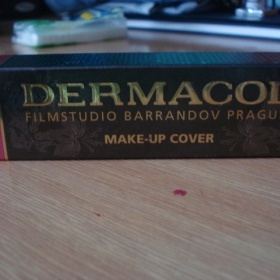 DERMACOL
FILMSTUDIO BARRANDOV PRAGUE
MAKE-UP COVER